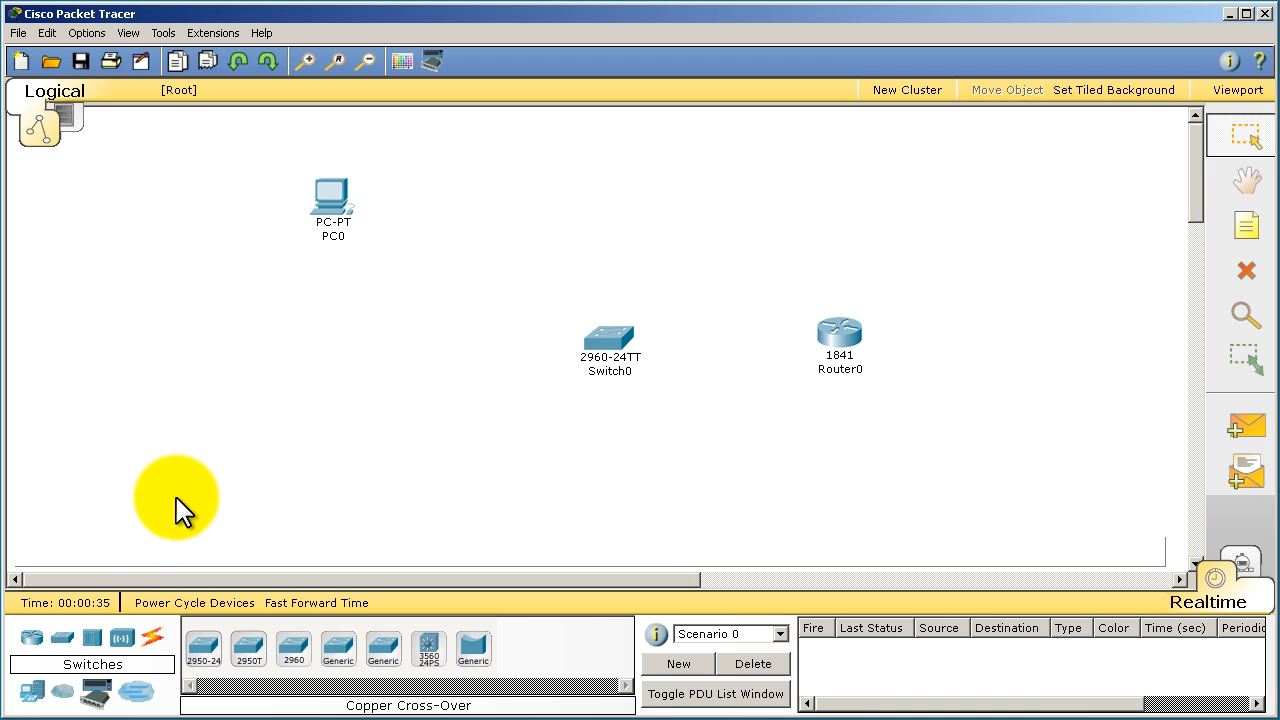 Cisco Packet Tracer
File Edit Options View Tools Extensions Help
Logical [Root] New Cluster Move Object Set Tiled Background Viewport
PC-PT
PC0
2960-24TT
Switch0
1841
Router0
Time: 00:00:35 Power Cycle Devices Fast Forward Time Realtime
Switches
2950-24 2950T 2960 Generic Generic 3560 24PS Generic
Copper Cross-Over
Scenario 0
New Delete
Toggle PDU List Window
Fire Last Status Source Destination Type Color Time (sec) Periodic